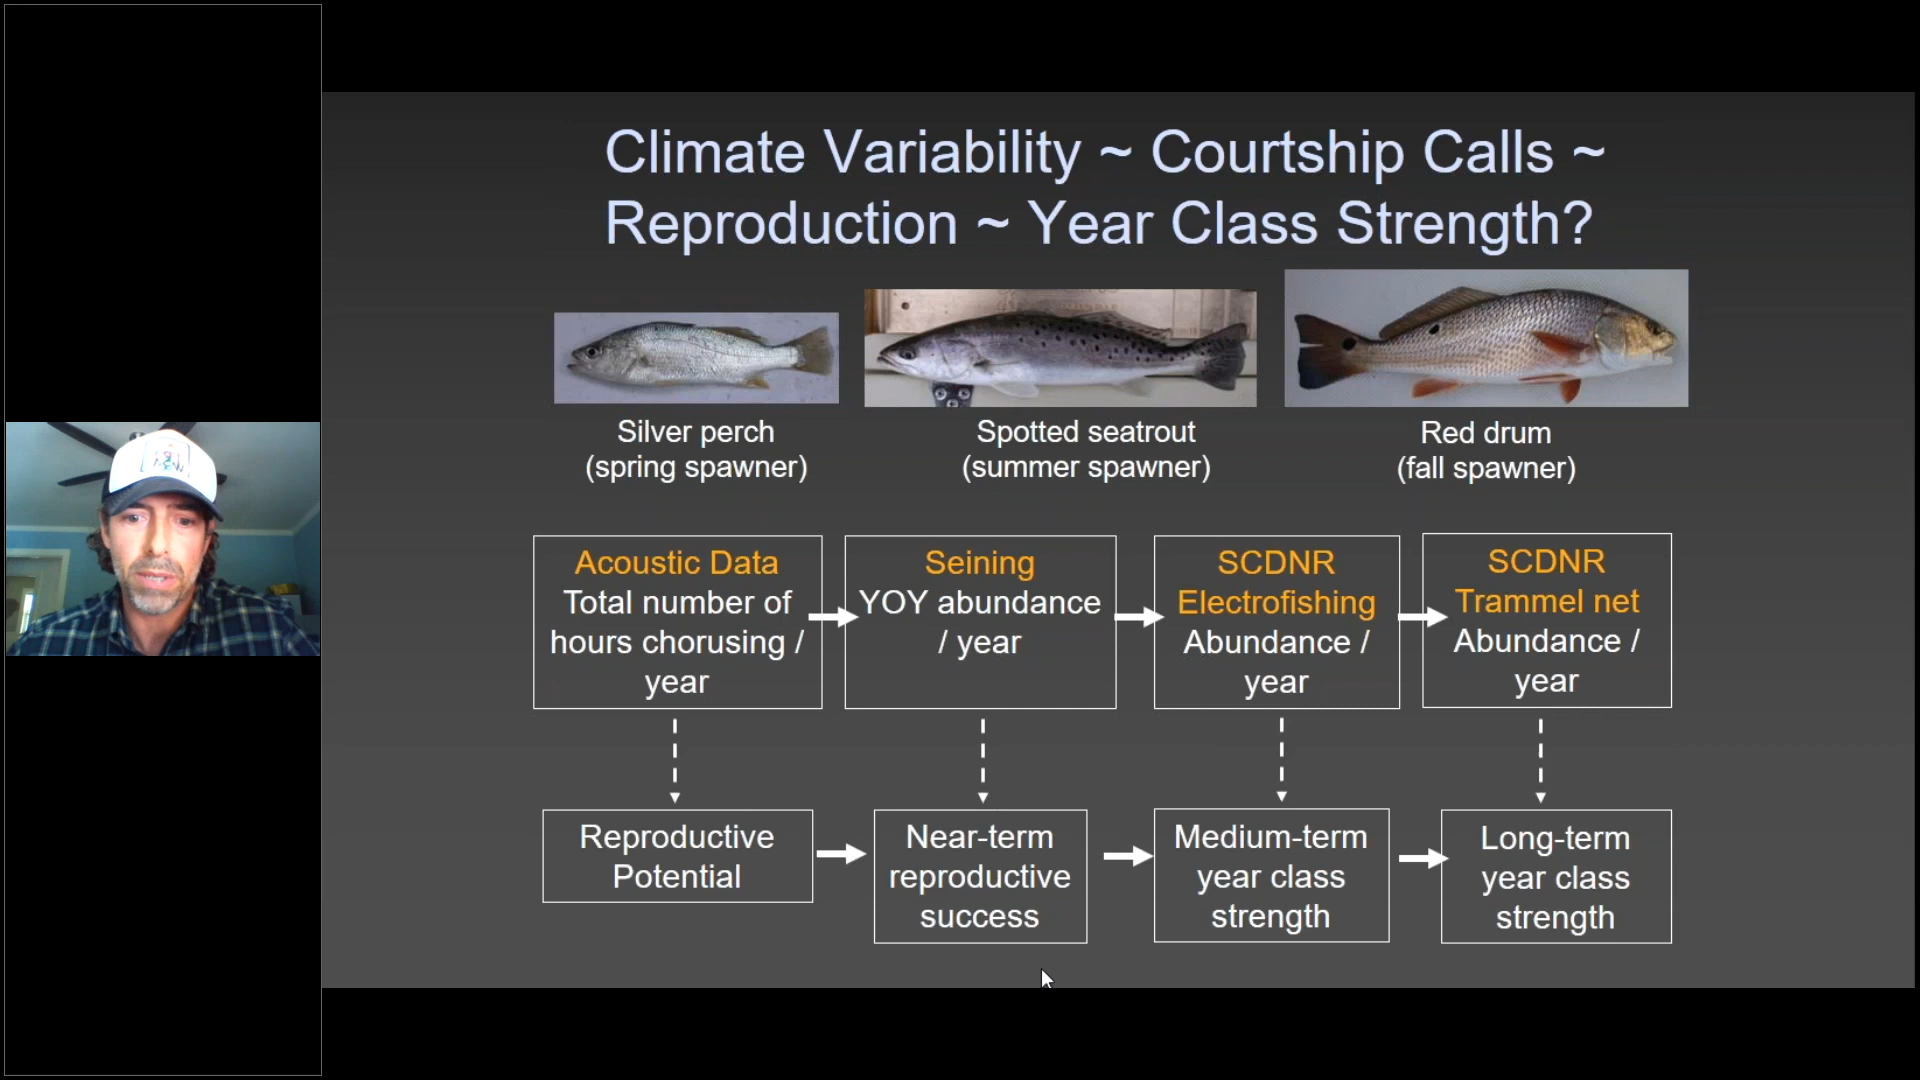 Climate Variability ~ Courtship Calls ~
Reproduction ~ Year Class Strength?
Silver perch
(spring spawner)
Spotted seatrout
(summer spawner)
Red drum
(fall spawner)
Acoustic Data
Total number of
hours chorusing /
year
Seining
YOY abundance
/ year
SCDNR
Electrofishing
Abundance /
year
SCDNR
Trammel net
Abundance /
year
Reproductive
Potential
Near-term
reproductive
success
Medium-term
year class
strength
Long-term
year class
strength